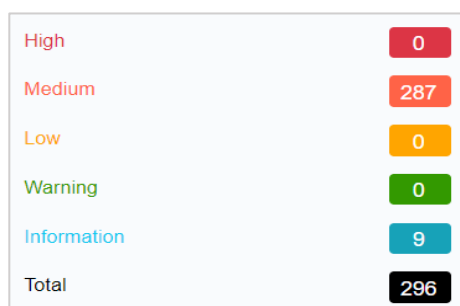 High 0
Medium 287
Low 0
Warning 0
Information 9
Total 296